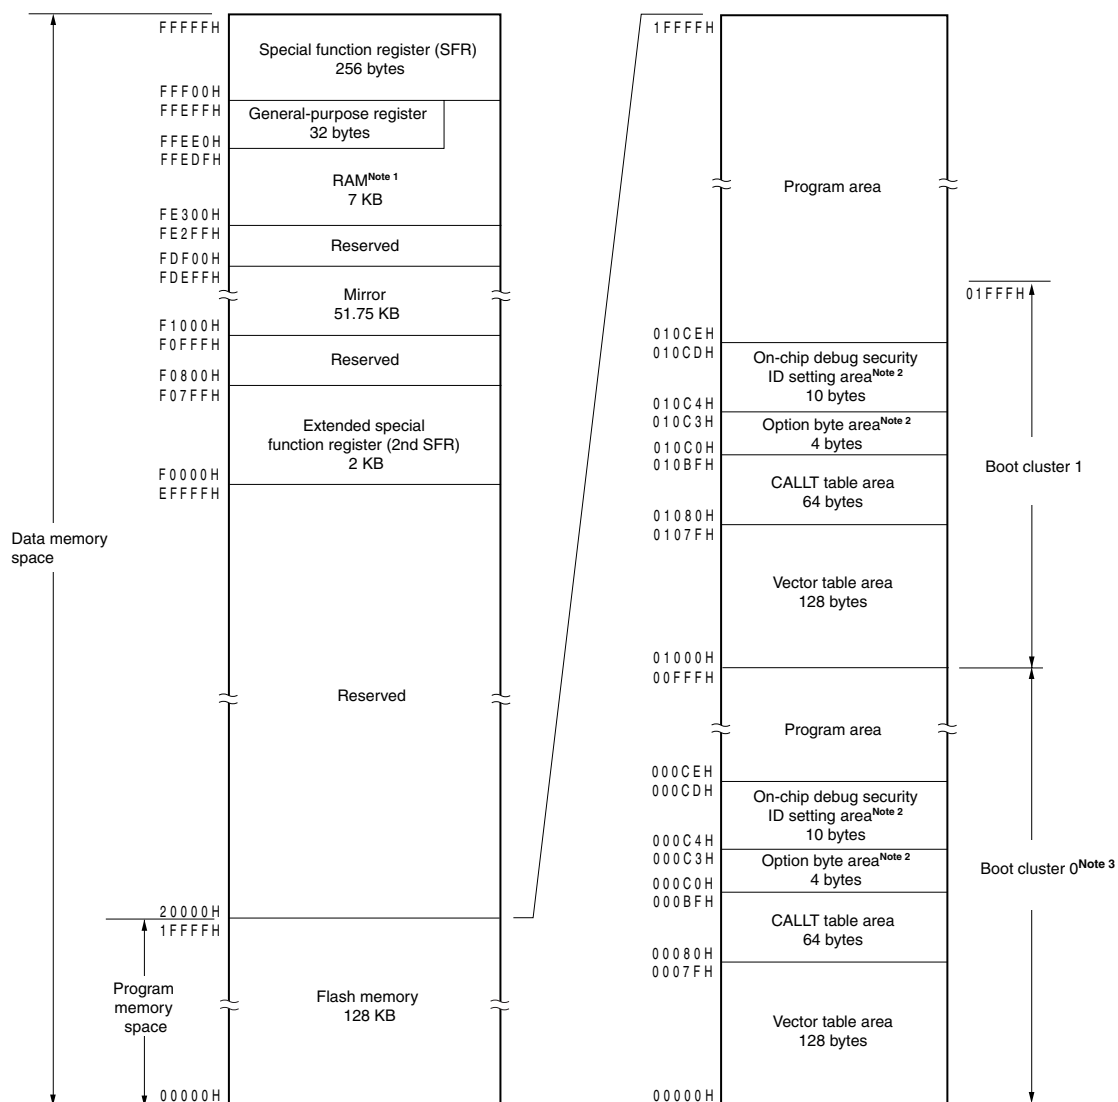 FFFFFH
Special function register (SFR)
256 bytes
FFF00H
FFEFFH
General-purpose register
32 bytes
FFEE0H
FFEDFH
RAMNote 1
7 KB
FE300H
FE2FFH
Reserved
FDF00H
FDEFFH
Mirror
51.75 KB
F1000H
F0FFFH
Reserved
F0800H
F07FFH
Extended special
function register (2nd SFR)
2 KB
F0000H
EFFFFH
Data memory
space
Reserved
20000H
1FFFFH
Program
memory
space
Flash memory
128 KB
00000H
1FFFFH
Program area
01FFFH
010CEH
010CDH
On-chip debug security
ID setting areaNote 2
10 bytes
010C4H
010C3H
Option byte areaNote 2
4 bytes
010C0H
010BFH
Boot cluster 1
CALLT table area
64 bytes
01080H
0107FH
Vector table area
128 bytes
01000H
00FFFH
Program area
000CEH
000CDH
On-chip debug security
ID setting areaNote 2
10 bytes
000C4H
000C3H
Option byte areaNote 2
4 bytes
Boot cluster 0Note 3
000C0H
000BFH
CALLT table area
64 bytes
00080H
0007FH
Vector table area
128 bytes
00000H